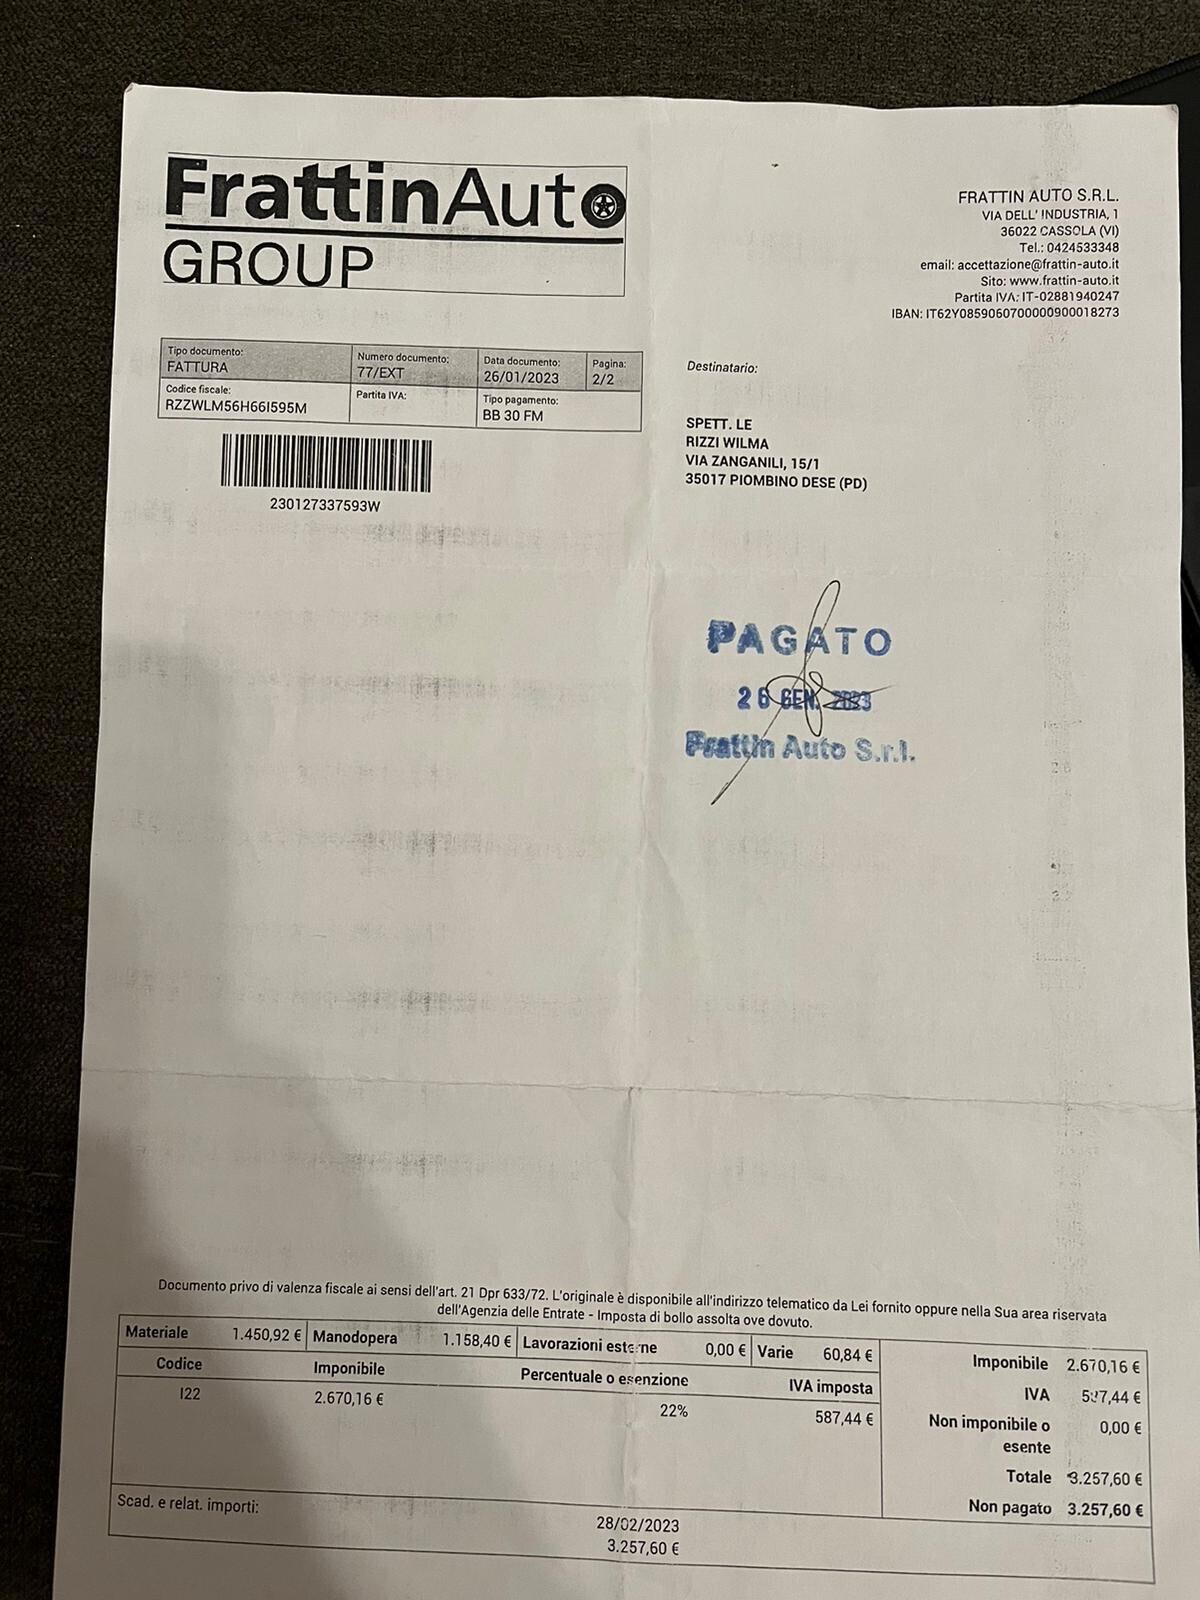 FrattinAuto
GROUP
FRATTIN AUTO S.R.L.
VIA DELL' INDUSTRIA, 1
36022 CASSOLA (VI)
Tel.: 0424533348
email: accettazione@frattin-auto.it
Sito: www.frattin-auto.it
Partita IVA: IT-02881940247
IBAN: IT62Y0859060700000900018273
Tipo documento: Numero documento: Data documento: Pagina:
FATTURA 77/EXT 26/01/2023 2/2
Codice fiscale: Partita IVA: Tipo pagamento:
RZZWLM56H66I595M BB 30 FM
230127337593W
Destinatario:
SPETT. LE
RIZZI WILMA
VIA ZANGANILI, 15/1
35017 PIOMBINO DESE (PD)
PAGATO
26 GEN. 2023
Frattin Auto S.r.l.
Documento privo di valenza fiscale ai sensi dell'art. 21 Dpr 633/72. L'originale è disponibile all'indirizzo telematico da Lei fornito oppure nella Sua area riservata
dell'Agenzia delle Entrate - Imposta di bollo assolta ove dovuto.
Materiale 1.450,92 € Manodopera 1.158,40 € Lavorazioni esterne 0,00 € Varie 60,84 €
Codice Imponibile Percentuale o esenzione IVA imposta
I22 2.670,16 € 22% 587,44 €
Imponibile 2.670,16 €
IVA 587,44 €
Non imponibile o 0,00 €
esente
Totale 3.257,60 €
Non pagato 3.257,60 €
Scad. e relat. importi:
28/02/2023
3.257,60 €